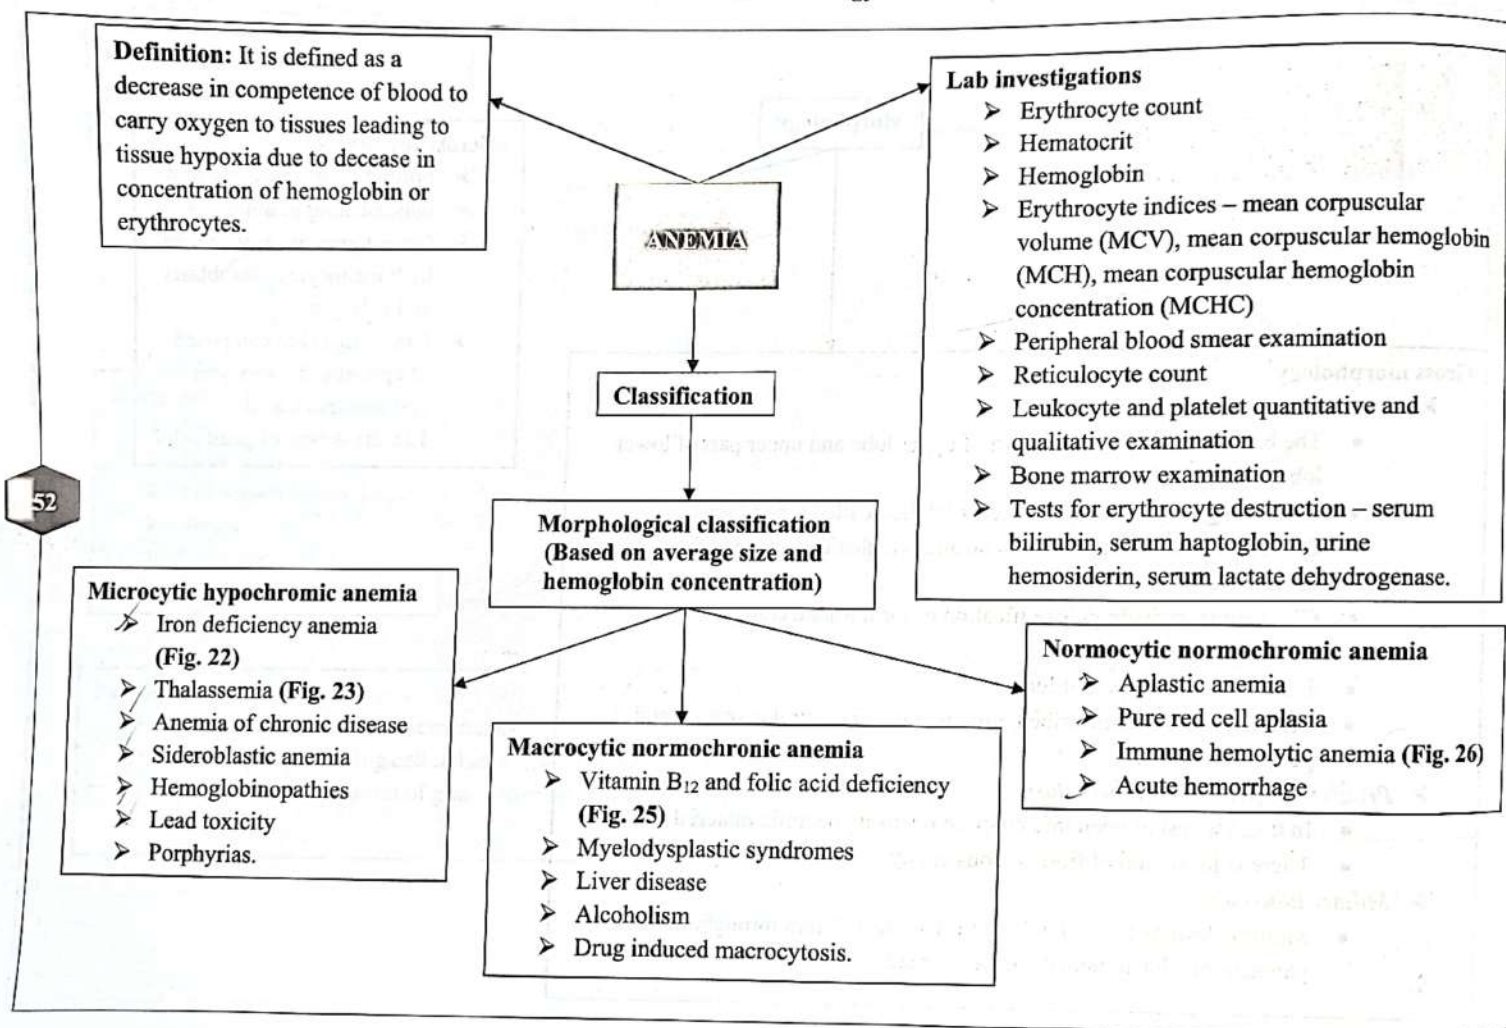 Definition: It is defined as a
decrease in competence of blood to
carry oxygen to tissues leading to
tissue hypoxia due to decease in
concentration of hemoglobin or
erythrocytes.
ANEMIA
Lab investigations
➢ Erythrocyte count
➢ Hematocrit
➢ Hemoglobin
➢ Erythrocyte indices – mean corpuscular
volume (MCV), mean corpuscular hemoglobin
(MCH), mean corpuscular hemoglobin
concentration (MCHC)
➢ Peripheral blood smear examination
➢ Reticulocyte count
➢ Leukocyte and platelet quantitative and
qualitative examination
➢ Bone marrow examination
➢ Tests for erythrocyte destruction – serum
bilirubin, serum haptoglobin, urine
hemosiderin, serum lactate dehydrogenase.
Classification
52
Morphological classification
(Based on average size and
hemoglobin concentration)
Microcytic hypochromic anemia
➢ Iron deficiency anemia
(Fig. 22)
➢ Thalassemia (Fig. 23)
➢ Anemia of chronic disease
➢ Sideroblastic anemia
➢ Hemoglobinopathies
➢ Lead toxicity
➢ Porphyrias.
Macrocytic normochronic anemia
➢ Vitamin B₁₂ and folic acid deficiency
(Fig. 25)
➢ Myelodysplastic syndromes
➢ Liver disease
➢ Alcoholism
➢ Drug induced macrocytosis.
Normocytic normochromic anemia
➢ Aplastic anemia
➢ Pure red cell aplasia
➢ Immune hemolytic anemia (Fig. 26)
➢ Acute hemorrhage